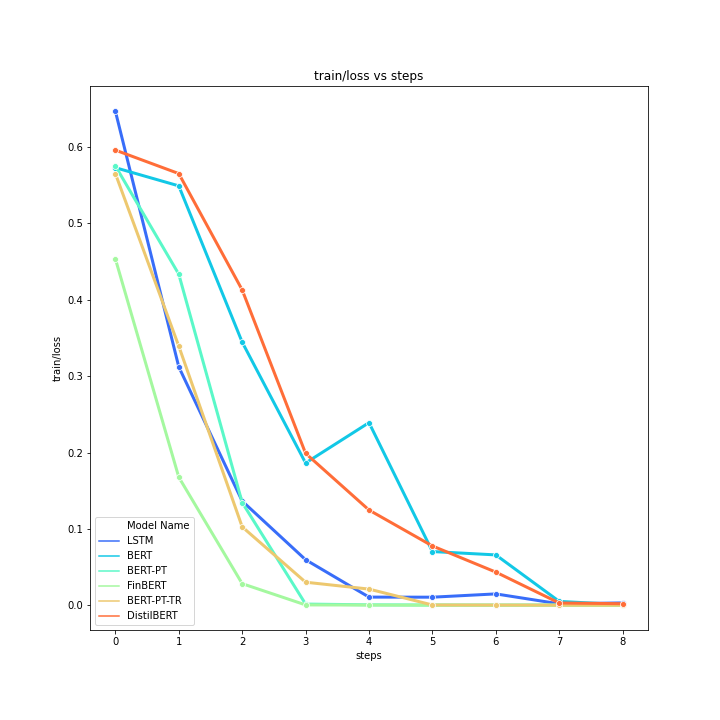 train/loss vs steps
train/loss
0.6
0.5
0.4
0.3
0.2
0.1
0.0
Model Name
LSTM
BERT
BERT-PT
FinBERT
BERT-PT-TR
DistilBERT
0 1 2 3 4 5 6 7 8
steps